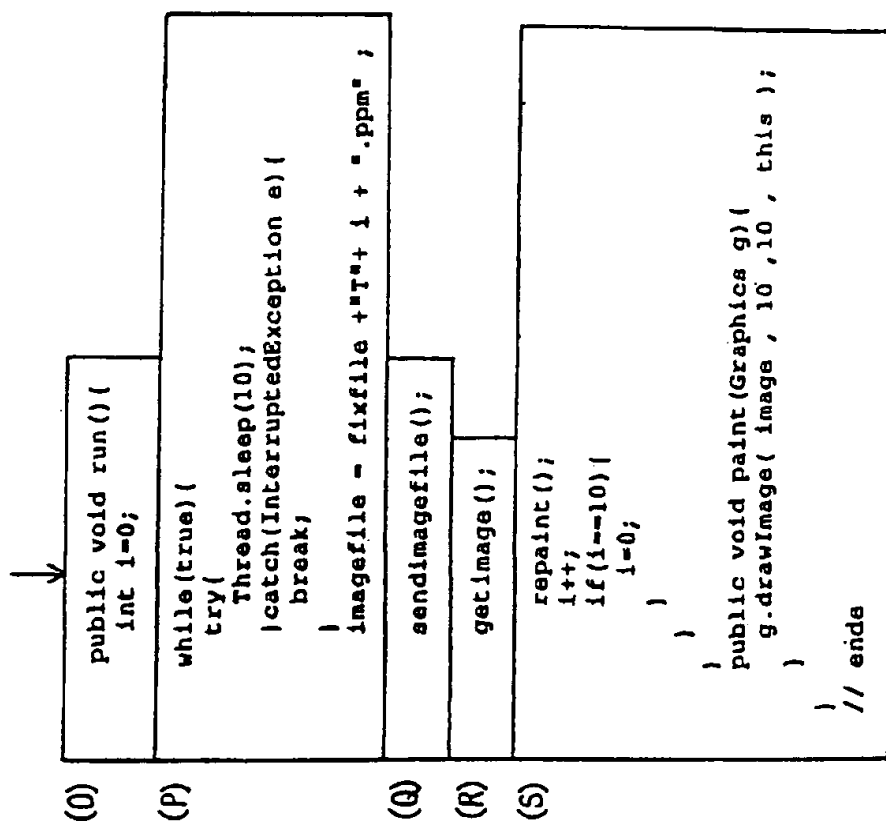 (O)
public void run(){
int i=0;
(P)
while(true){
try{
Thread.sleep(10);
}catch(InterruptedException e){
break;
}
imagefile = fixfile +"T"+ i + ".ppm" ;
(Q)
sendimagefile();
(R)
getimage();
(S)
repaint();
i++;
if(i==10){
i=0;
}
}
}
public void paint(Graphics g){
g.drawImage( image , 10 ,10 , this );
}
}
// ends